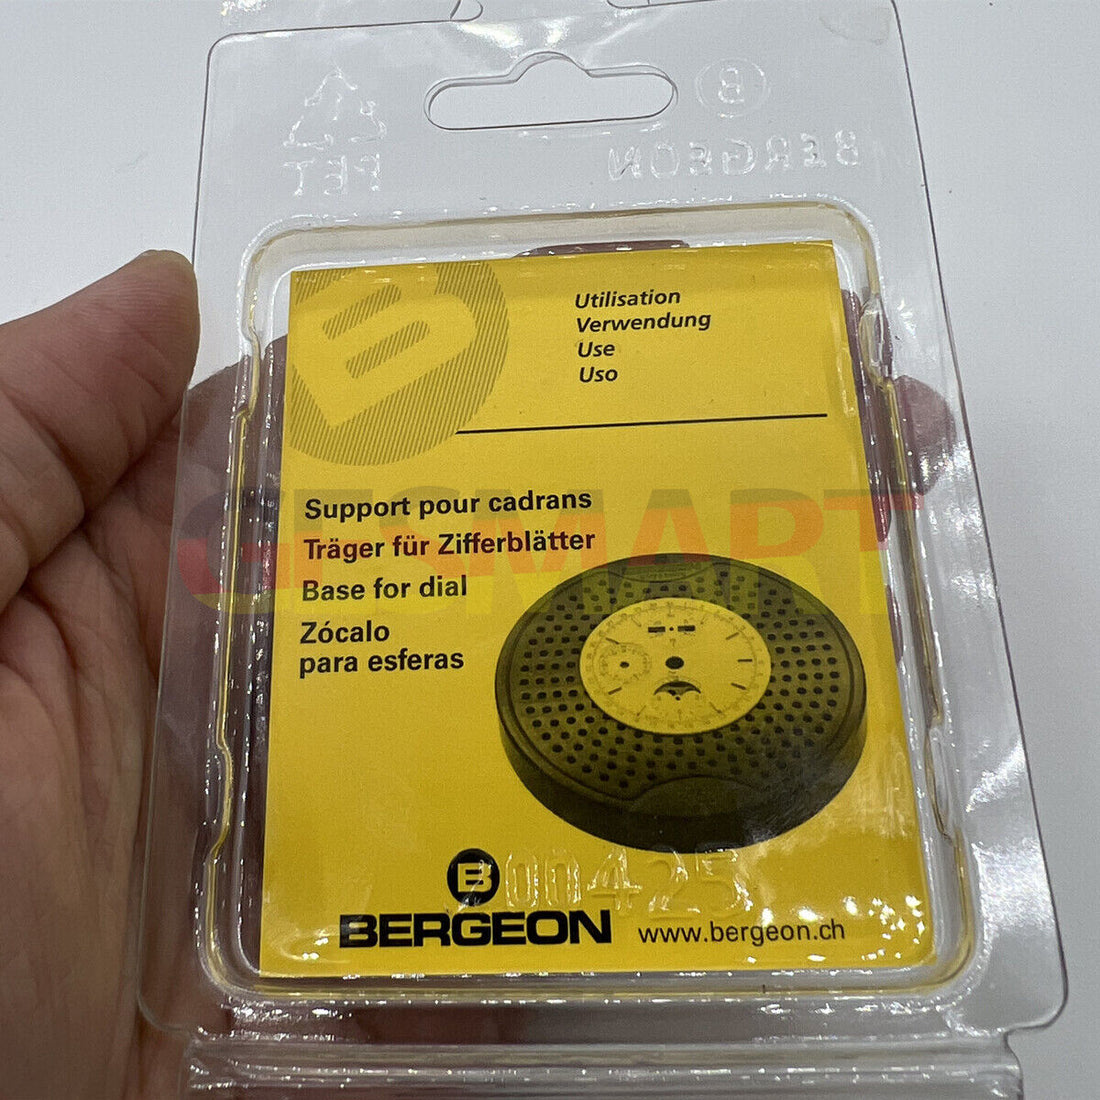 PET
B
BERGEON
Utilisation
Verwendung
Use
Uso
Support pour cadrans
Träger für Zifferblätter
Base for dial
Zócalo
para esferas
GESMART
B
00425
BERGEON
www.bergeon.ch